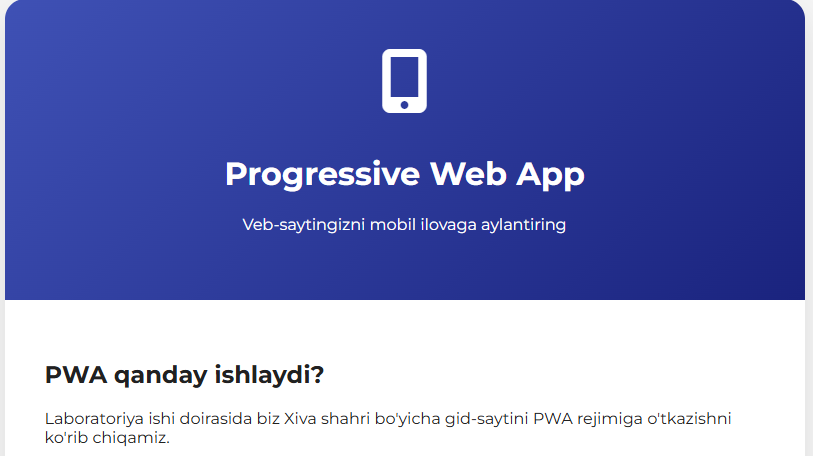 Progressive Web App
Veb-saytingizni mobil ilovaga aylantiring
PWA qanday ishlaydi?
Laboratoriya ishi doirasida biz Xiva shahri bo'yicha gid-saytini PWA rejimiga o'tkazishni
ko'rib chiqamiz.